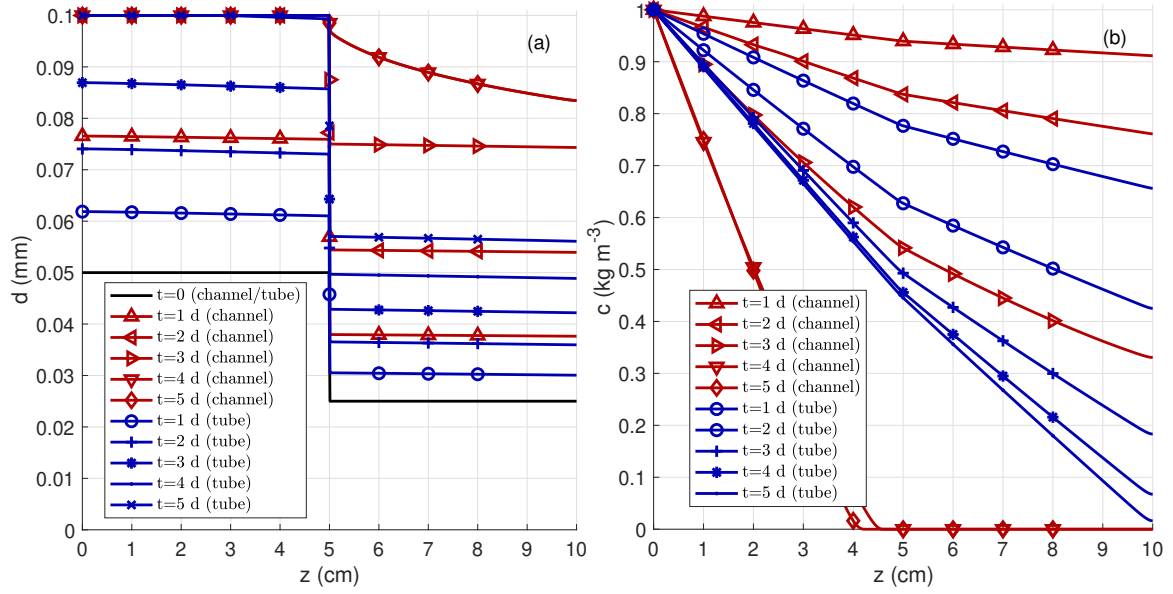 (a)
d (mm)
0.1
0.09
0.08
0.07
0.06
0.05
0.04
0.03
0.02
0.01
0
t=0 (channel/tube)
t=1 d (channel)
t=2 d (channel)
t=3 d (channel)
t=4 d (channel)
t=5 d (channel)
t=1 d (tube)
t=2 d (tube)
t=3 d (tube)
t=4 d (tube)
t=5 d (tube)
0 1 2 3 4 5 6 7 8 9 10
z (cm)
(b)
c (kg m⁻³)
1
0.9
0.8
0.7
0.6
0.5
0.4
0.3
0.2
0.1
0
t=1 d (channel)
t=2 d (channel)
t=3 d (channel)
t=4 d (channel)
t=5 d (channel)
t=1 d (tube)
t=2 d (tube)
t=3 d (tube)
t=4 d (tube)
t=5 d (tube)
0 1 2 3 4 5 6 7 8 9 10
z (cm)